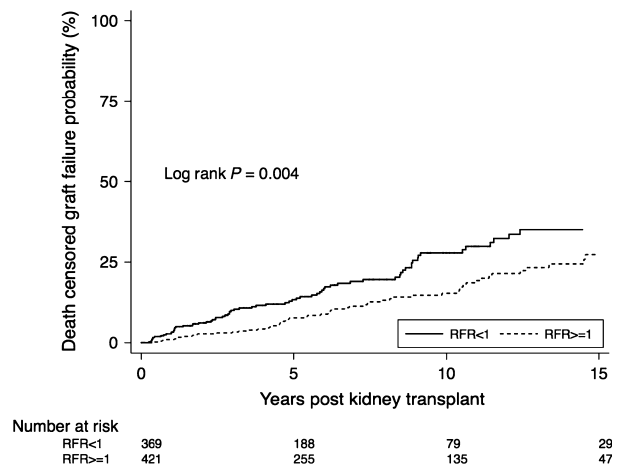 Death censored graft failure probability (%)
100
75
50
25
0
Log rank P = 0.004
RFR<1 RFR>=1
0 5 10 15
Years post kidney transplant
Number at risk
RFR<1 369 188 79 29
RFR>=1 421 255 135 47